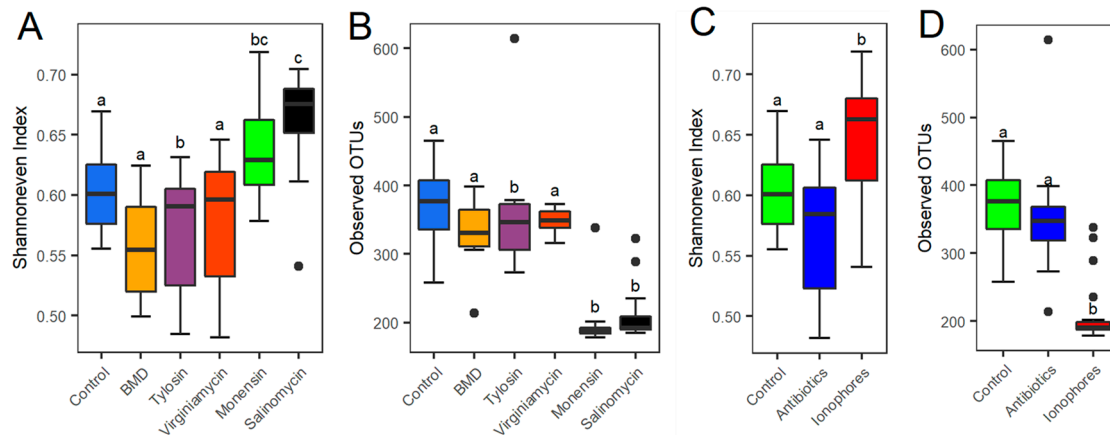 A
Shannoneven Index
0.70
0.65
0.60
0.55
0.50
a
a
b
a
bc
c
Control
BMD
Tylosin
Virginiamycin
Monensin
Salinomycin
B
Observed OTUs
600
500
400
300
200
a
a
b
a
b
b
Control
BMD
Tylosin
Virginiamycin
Monensin
Salinomycin
C
Shannoneven Index
0.70
0.65
0.60
0.55
0.50
a
a
b
Control
Antibiotics
Ionophores
D
Observed OTUs
600
500
400
300
200
a
a
b
Control
Antibiotics
Ionophores